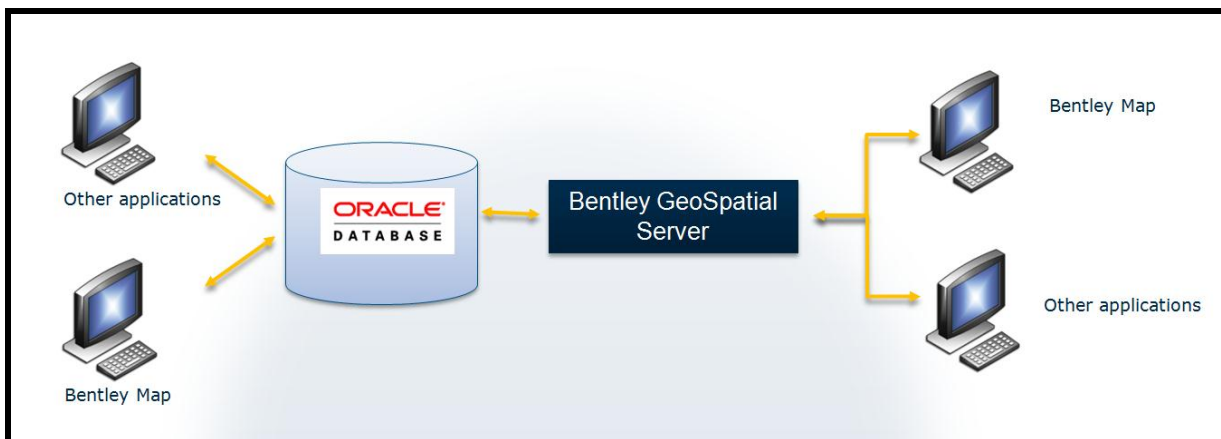 Other applications
Bentley Map
ORACLE
DATABASE
Bentley GeoSpatial
Server
Bentley Map
Other applications